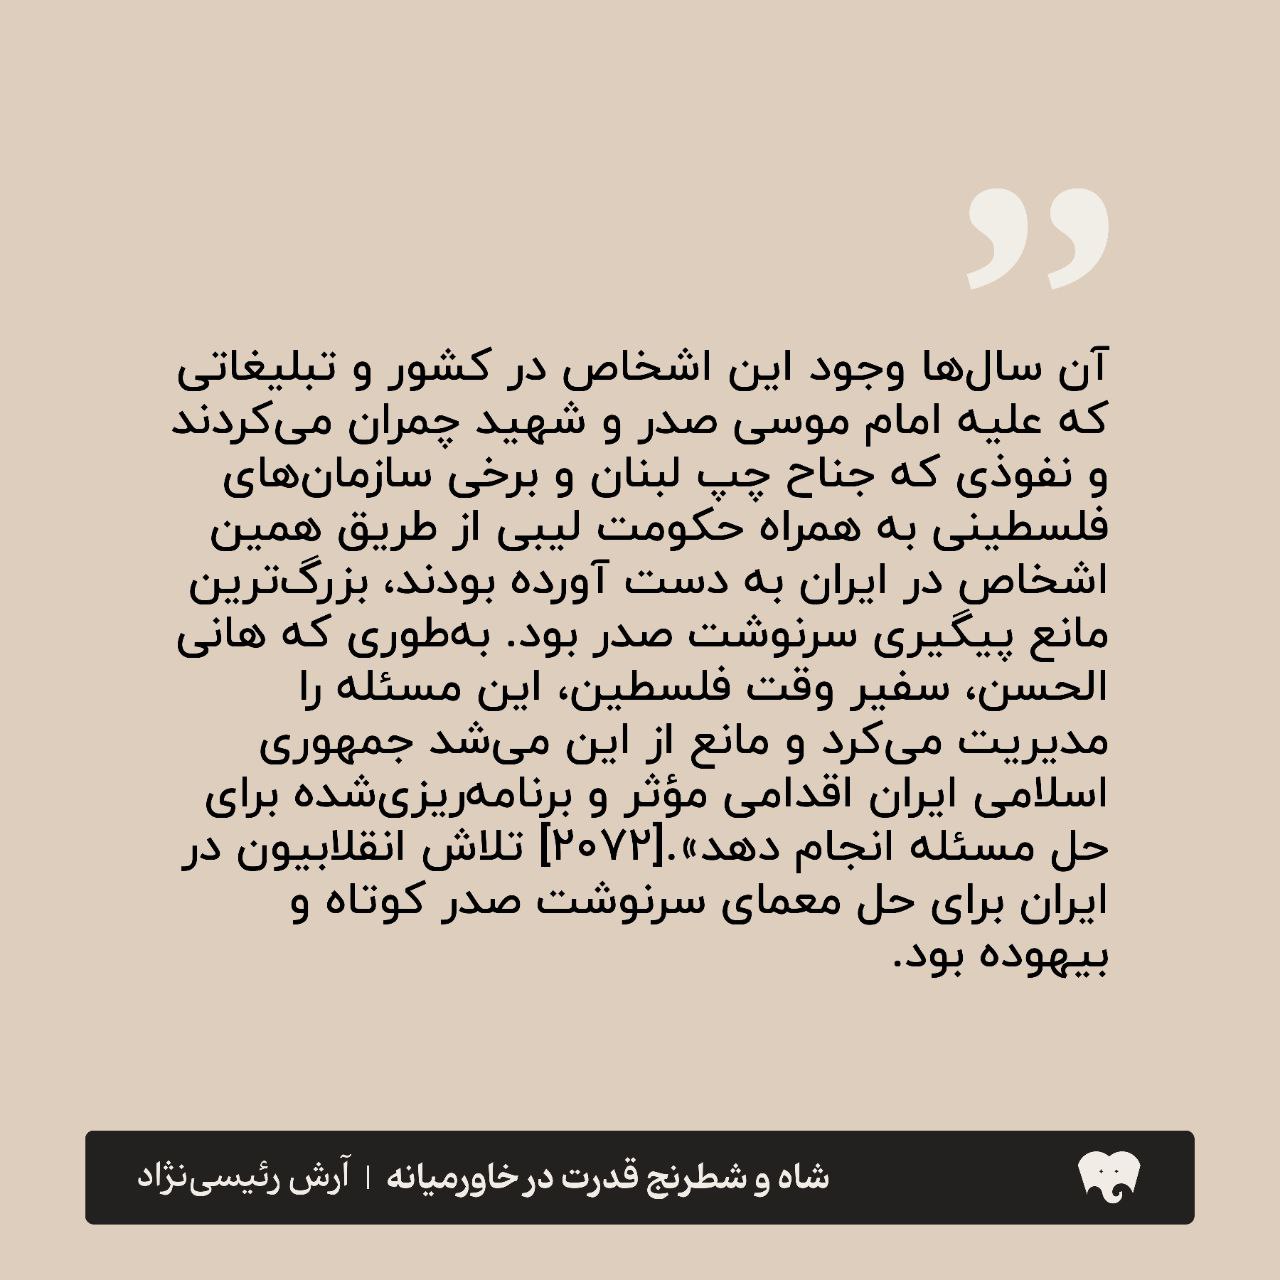 ”
آن سال‌ها وجود این اشخاص در کشور و تبلیغاتی
که علیه امام موسی صدر و شهید چمران می‌کردند
و نفوذی که جناح چپ لبنان و برخی سازمان‌های
فلسطینی به همراه حکومت لیبی از طریق همین
اشخاص در ایران به دست آورده بودند، بزرگ‌ترین
مانع پیگیری سرنوشت صدر بود. به‌طوری که هانی
الحسن، سفیر وقت فلسطین، این مسئله را
مدیریت می‌کرد و مانع از این می‌شد جمهوری
اسلامی ایران اقدامی مؤثر و برنامه‌ریزی‌شده برای
حل مسئله انجام دهد».[۲۰۷۲] تلاش انقلابیون در
ایران برای حل معمای سرنوشت صدر کوتاه و
بیهوده بود.
شاه و شطرنج قدرت در خاورمیانه | آرش رئیسی‌نژاد